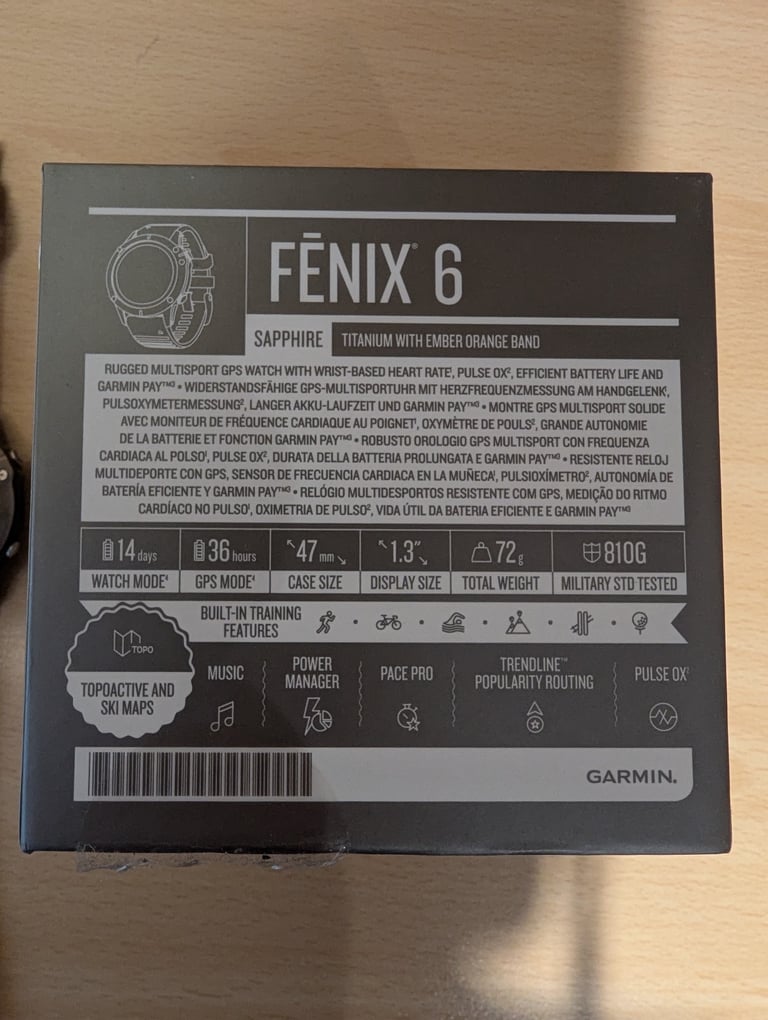 FĒNIX® 6
SAPPHIRE TITANIUM WITH EMBER ORANGE BAND
RUGGED MULTISPORT GPS WATCH WITH WRIST-BASED HEART RATE¹, PULSE OX², EFFICIENT BATTERY LIFE AND
GARMIN PAY™³ • WIDERSTANDSFÄHIGE GPS-MULTISPORTUHR MIT HERZFREQUENZMESSUNG AM HANDGELENK¹,
PULSOXYMETERMESSUNG², LANGER AKKU-LAUFZEIT UND GARMIN PAY™³ • MONTRE GPS MULTISPORT SOLIDE
AVEC MONITEUR DE FRÉQUENCE CARDIAQUE AU POIGNET¹, OXYMÈTRE DE POULS², GRANDE AUTONOMIE
DE LA BATTERIE ET FONCTION GARMIN PAY™³ • ROBUSTO OROLOGIO GPS MULTISPORT CON FREQUENZA
CARDIACA AL POLSO¹, PULSE OX², DURATA DELLA BATTERIA PROLUNGATA E GARMIN PAY™³ • RESISTENTE RELOJ
MULTIDEPORTE CON GPS, SENSOR DE FRECUENCIA CARDIACA EN LA MUÑECA¹, PULSIOXÍMETRO², AUTONOMÍA DE
BATERÍA EFICIENTE Y GARMIN PAY™³ • RELÓGIO MULTIDESPORTOS RESISTENTE COM GPS, MEDIÇÃO DO RITMO
CARDÍACO NO PULSO¹, OXIMETRIA DE PULSO², VIDA ÚTIL DA BATERIA EFICIENTE E GARMIN PAY™³
14 days 36 hours 47 mm 1.3" 72 g 810G
WATCH MODE⁴ GPS MODE⁴ CASE SIZE DISPLAY SIZE TOTAL WEIGHT MILITARY STD TESTED
BUILT-IN TRAINING
FEATURES
TOPO
TOPOACTIVE AND
SKI MAPS
MUSIC
POWER
MANAGER
PACE PRO
TRENDLINE™
POPULARITY ROUTING
PULSE OX²
GARMIN.